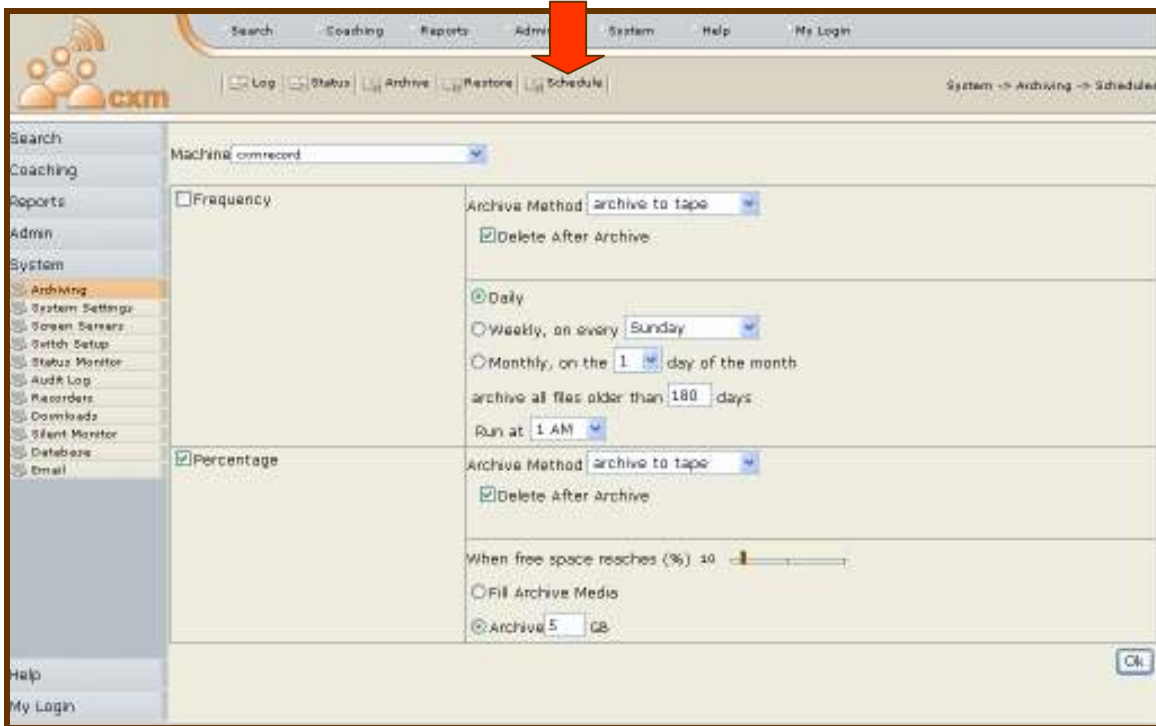 Search Coaching Reports Admi System Help My Login
cxm
Log Status Archive Restore Schedule
System -> Archiving -> Schedules
Search
Coaching
Reports
Admin
System
Archiving
System Settings
Screen Servers
Switch Setup
Status Monitor
Audit Log
Recorders
Downloads
Silent Monitor
Database
Email
Help
My Login
Machine cxmrecord
Frequency
Archive Method archive to tape
Delete After Archive
Daily
Weekly, on every Sunday
Monthly, on the 1 day of the month
archive all files older than 180 days
Run at 1 AM
Percentage
Archive Method archive to tape
Delete After Archive
When free space reaches (%) 10
Fill Archive Media
Archive 5 GB
Ok